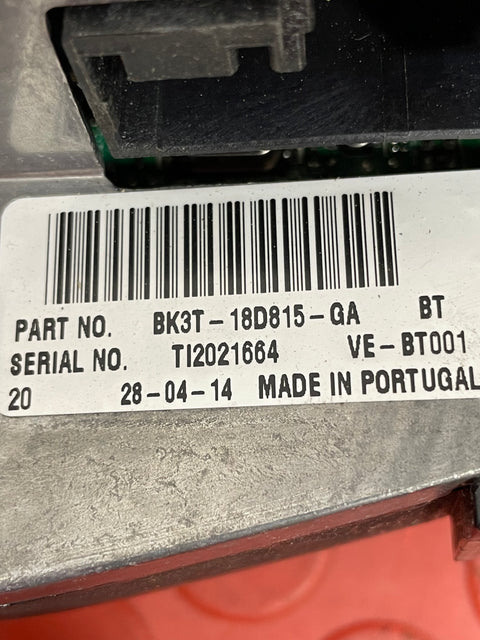 PART NO. BK3T-18D815-GA BT
SERIAL NO. TI2021664 VE-BT001
20 28-04-14 MADE IN PORTUGAL